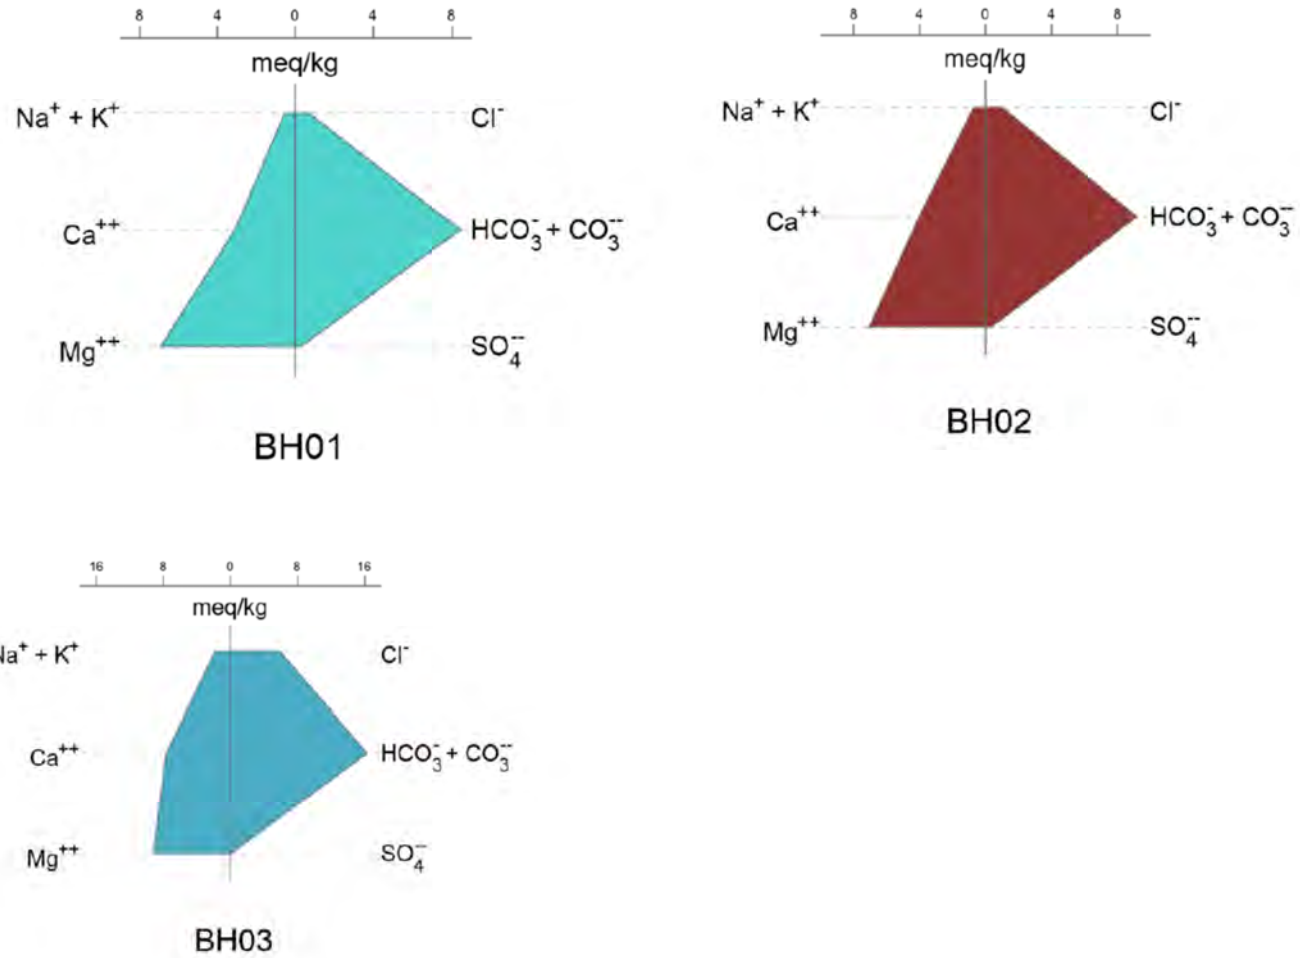 8 4 0 4 8
meq/kg
Na⁺ + K⁺ Cl⁻
Ca⁺⁺ HCO₃⁻ + CO₃⁻⁻
Mg⁺⁺ SO₄⁻⁻
BH01
8 4 0 4 8
meq/kg
Na⁺ + K⁺ Cl⁻
Ca⁺⁺ HCO₃⁻ + CO₃⁻⁻
Mg⁺⁺ SO₄⁻⁻
BH02
16 8 0 8 16
meq/kg
Na⁺ + K⁺ Cl⁻
Ca⁺⁺ HCO₃⁻ + CO₃⁻⁻
Mg⁺⁺ SO₄⁻⁻
BH03